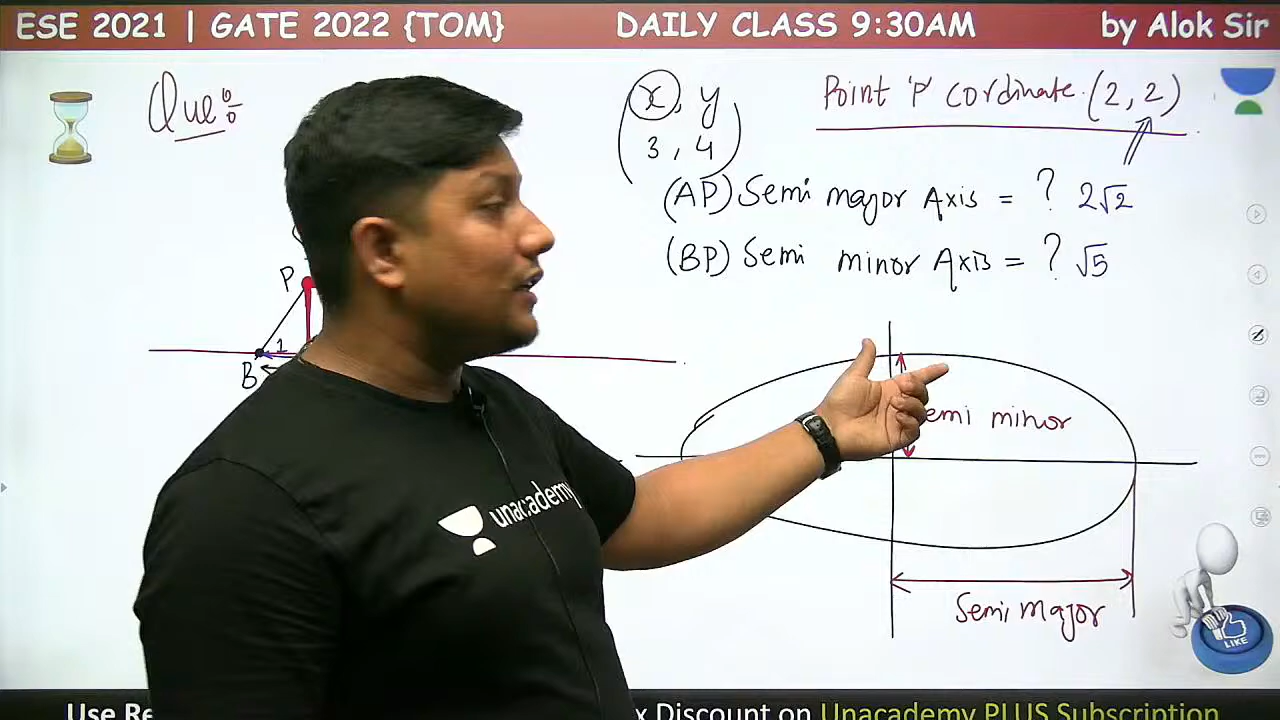 ESE 2021 | GATE 2022 {TOM} DAILY CLASS 9:30AM by Alok Sir
Que:
x, y
3, 4
Point 'P' Cordinate. (2, 2)
(AP) Semi major Axis = ? 2√2
(BP) Semi minor Axis = ? √5
P
1
B
emi minor
unacademy
Semi Major
LIKE
Use Re
x Discount on Unacademy PLUS Subscription